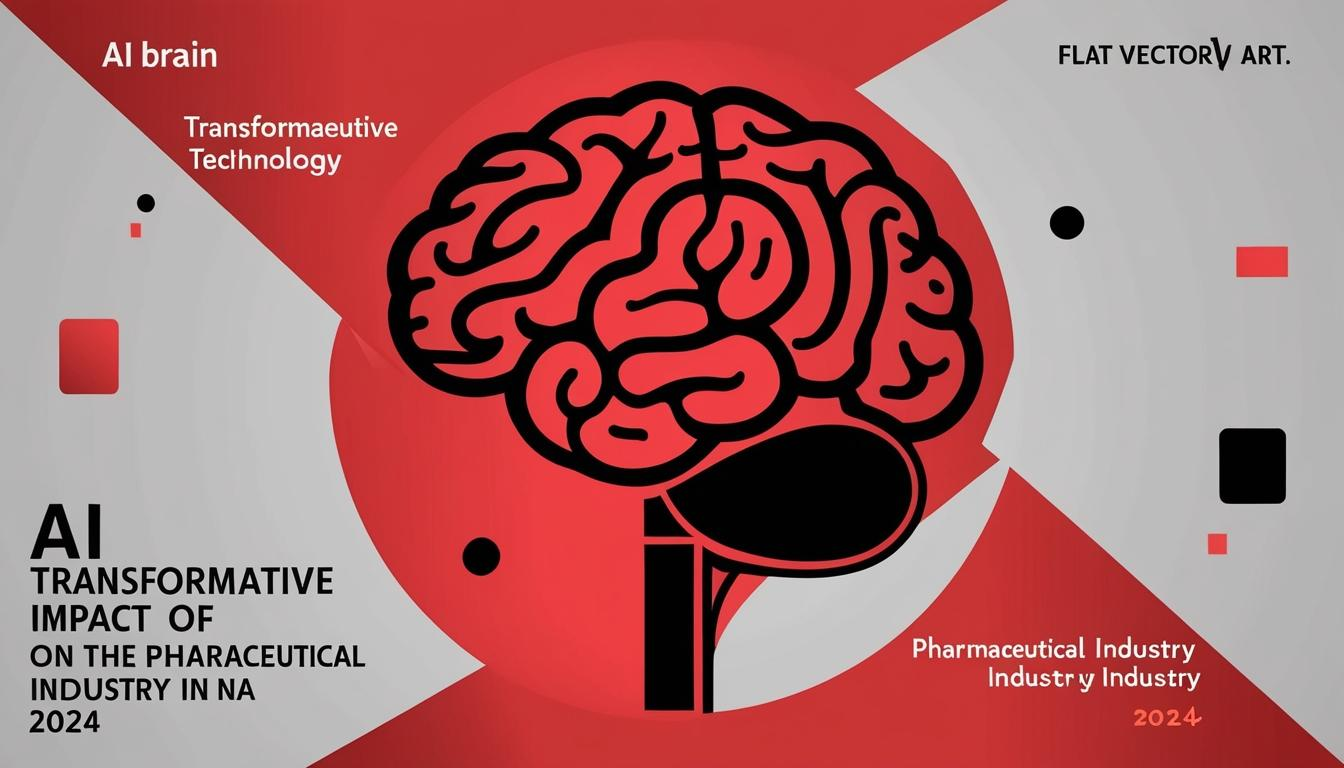 AI brain
FLAT VECTORV ART.
Transformaeutive
Technology
AI
TRANSFORMATIVE
IMPACT OF
ON THE PHARACEUTICAL
INDUSTRY IN NA
2024
Pharmaceutical Industry
Industry Industry
2024